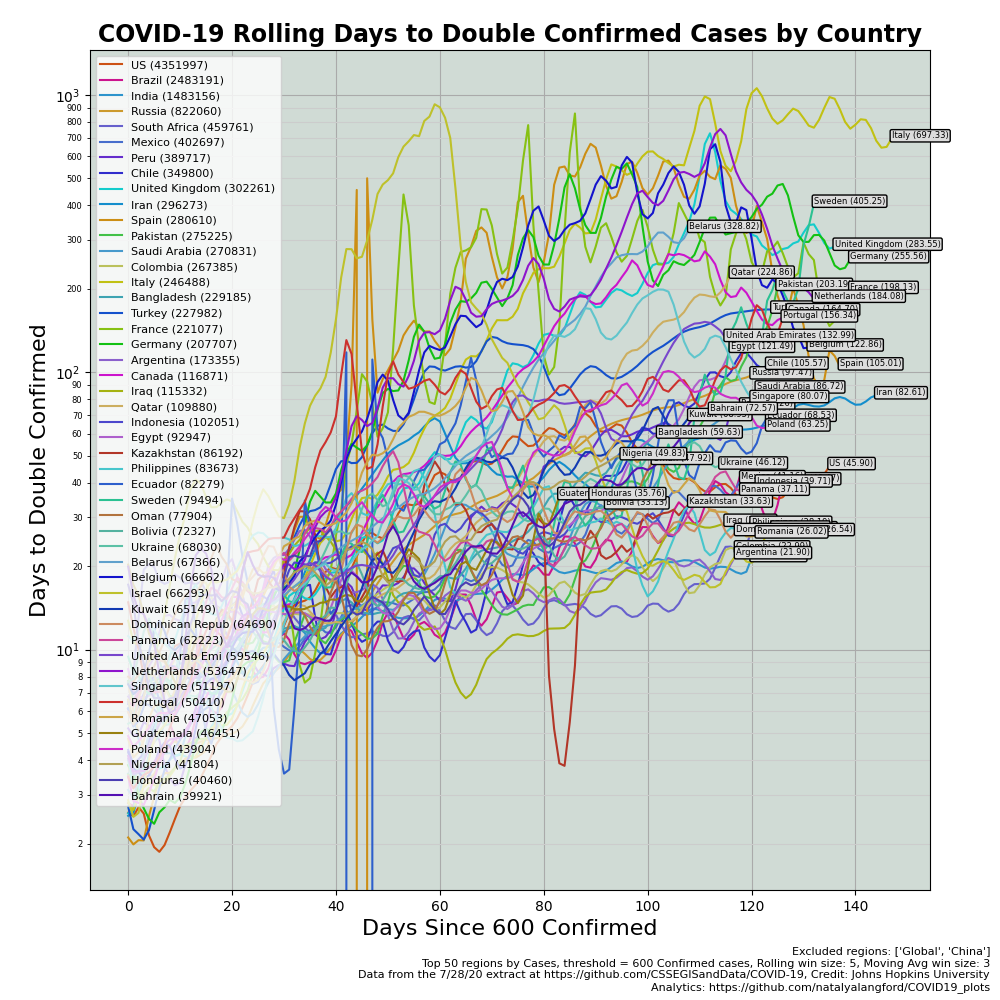 COVID-19 Rolling Days to Double Confirmed Cases by Country
US (4351997)
Brazil (2483191)
India (1483156)
Russia (822060)
South Africa (459761)
Mexico (402697)
Peru (389717)
Chile (349800)
United Kingdom (302261)
Iran (296273)
Spain (280610)
Pakistan (275225)
Saudi Arabia (270831)
Colombia (267385)
Italy (246488)
Bangladesh (229185)
Turkey (227982)
France (221077)
Germany (207707)
Argentina (173355)
Canada (116871)
Iraq (115332)
Qatar (109880)
Indonesia (102051)
Egypt (92947)
Kazakhstan (86192)
Philippines (83673)
Ecuador (82279)
Sweden (79494)
Oman (77904)
Bolivia (72327)
Ukraine (68030)
Belarus (67366)
Belgium (66662)
Israel (66293)
Kuwait (65149)
Dominican Repub (64690)
Panama (62223)
United Arab Emi (59546)
Netherlands (53647)
Singapore (51197)
Portugal (50410)
Romania (47053)
Guatemala (46451)
Poland (43904)
Nigeria (41804)
Honduras (40460)
Bahrain (39921)
Italy (697.33)
Sweden (405.25)
Belarus (328.82)
United Kingdom (283.55)
Germany (255.56)
Qatar (224.86)
Pakistan (203.19
France (198.13)
Netherlands (184.08)
Portugal (156.34)
United Arab Emirates (132.99)
Egypt (121.49)
Belgium (122.86)
Chile (105.57)
Spain (105.01)
Russia (97.47)
Saudi Arabia (86.72)
Iran (82.61)
Singapore (80.07)
Bahrain (72.57)
Ecuador (68.53)
Poland (63.25)
Bangladesh (59.63)
Nigeria (49.83)
Ukraine (46.12)
US (45.90)
Indonesia (39.71)
Panama (37.11)
Honduras (35.76)
Kazakhstan (33.63)
Romania (26.02)
Argentina (21.90)
10³
900
800
700
600
500
400
300
200
10²
90
80
70
60
50
40
30
20
10¹
9
8
7
6
5
4
3
2
Days to Double Confirmed
0 20 40 60 80 100 120 140
Days Since 600 Confirmed
Excluded regions: ['Global', 'China']
Top 50 regions by Cases, threshold = 600 Confirmed cases, Rolling win size: 5, Moving Avg win size: 3
Data from the 7/28/20 extract at https://github.com/CSSEGISandData/COVID-19, Credit: Johns Hopkins University
Analytics: https://github.com/natalyalangford/COVID19_plots